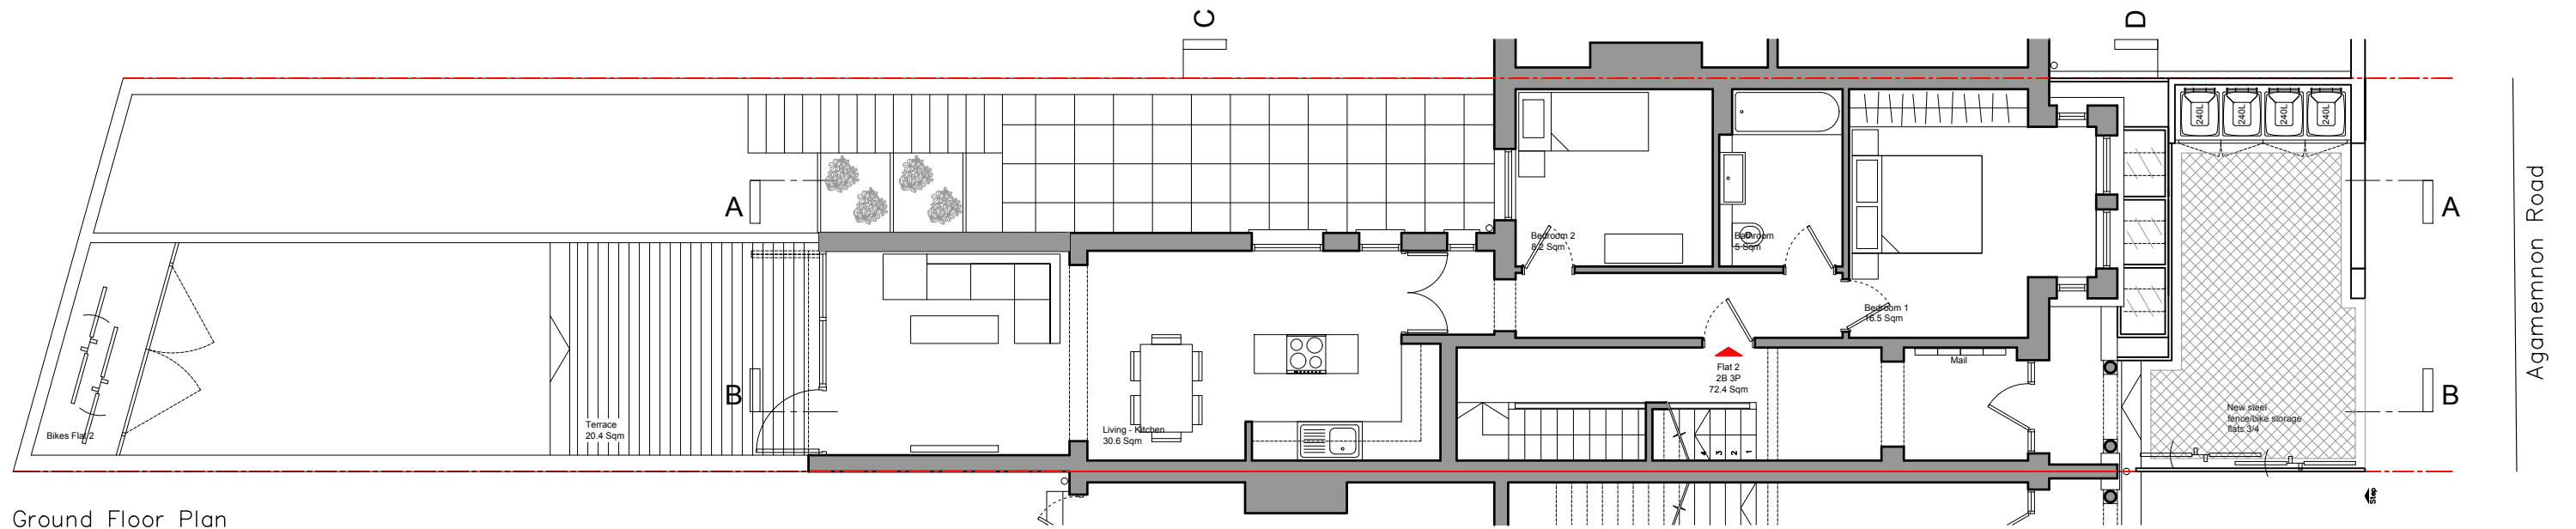 C
D
240L
240L
240L
240L
A
A
Agamemnon Road
Bedroom 2
8.2 Sqm
Bathroom
5 Sqm
Bedroom 1
16.5 Sqm
Mail
Flat 2
2B 3P
72.4 Sqm
B
B
Terrace
20.4 Sqm
Living - Kitchen
30.6 Sqm
Bikes Flat 2
New steel
fence/bike storage
flats 3/4
4 3 2 1
Step
Ground Floor Plan